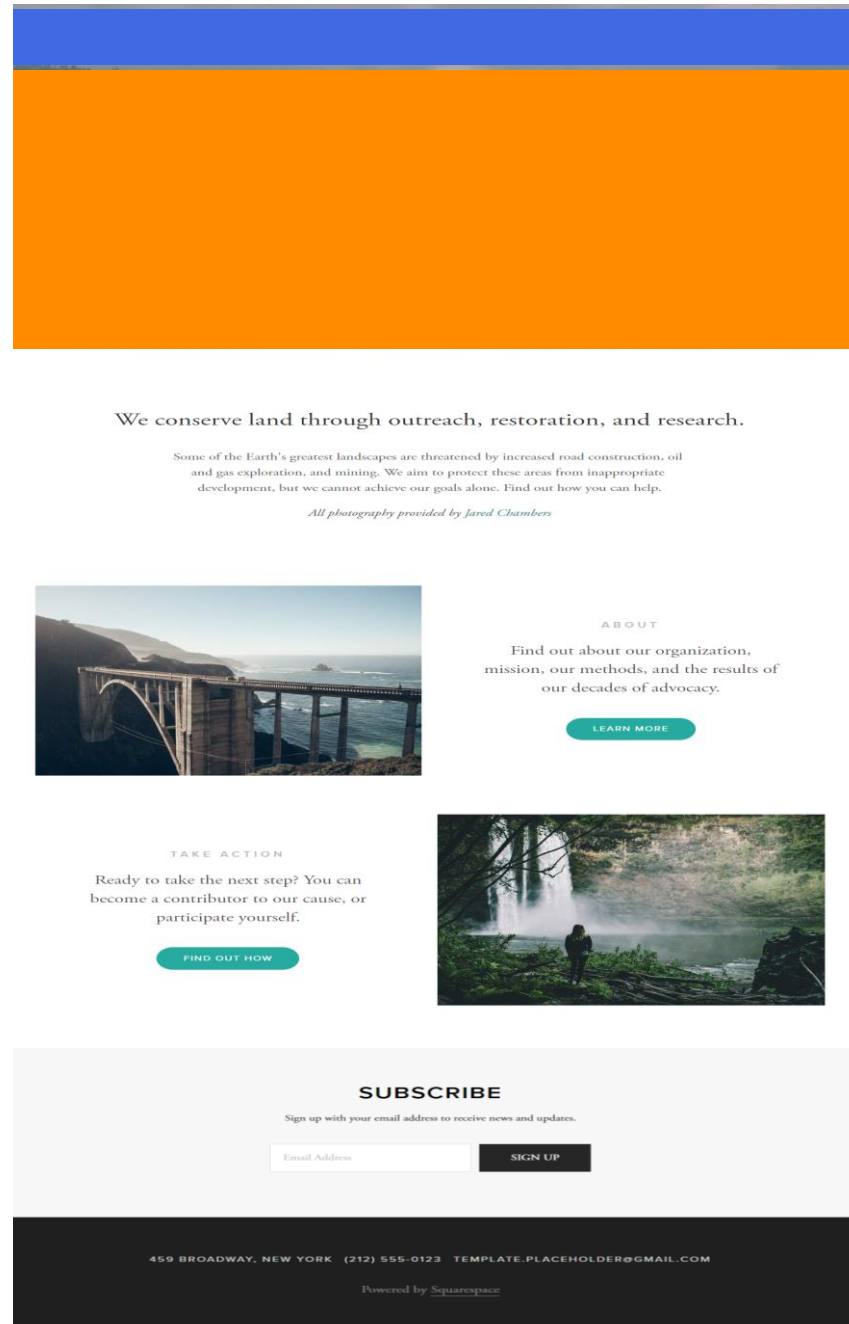 We conserve land through outreach, restoration, and research.
Some of the Earth's greatest landscapes are threatened by increased road construction, oil
and gas exploration, and mining. We aim to protect these areas from inappropriate
development, but we cannot achieve our goals alone. Find out how you can help.
All photography provided by Jared Chambers
ABOUT
Find out about our organization,
mission, our methods, and the results of
our decades of advocacy.
LEARN MORE
TAKE ACTION
Ready to take the next step? You can
become a contributor to our cause, or
participate yourself.
FIND OUT HOW
SUBSCRIBE
Sign up with your email address to receive news and updates.
Email Address
SIGN UP
459 BROADWAY, NEW YORK (212) 555-0123 TEMPLATE.PLACEHOLDER@GMAIL.COM
Powered by Squarespace